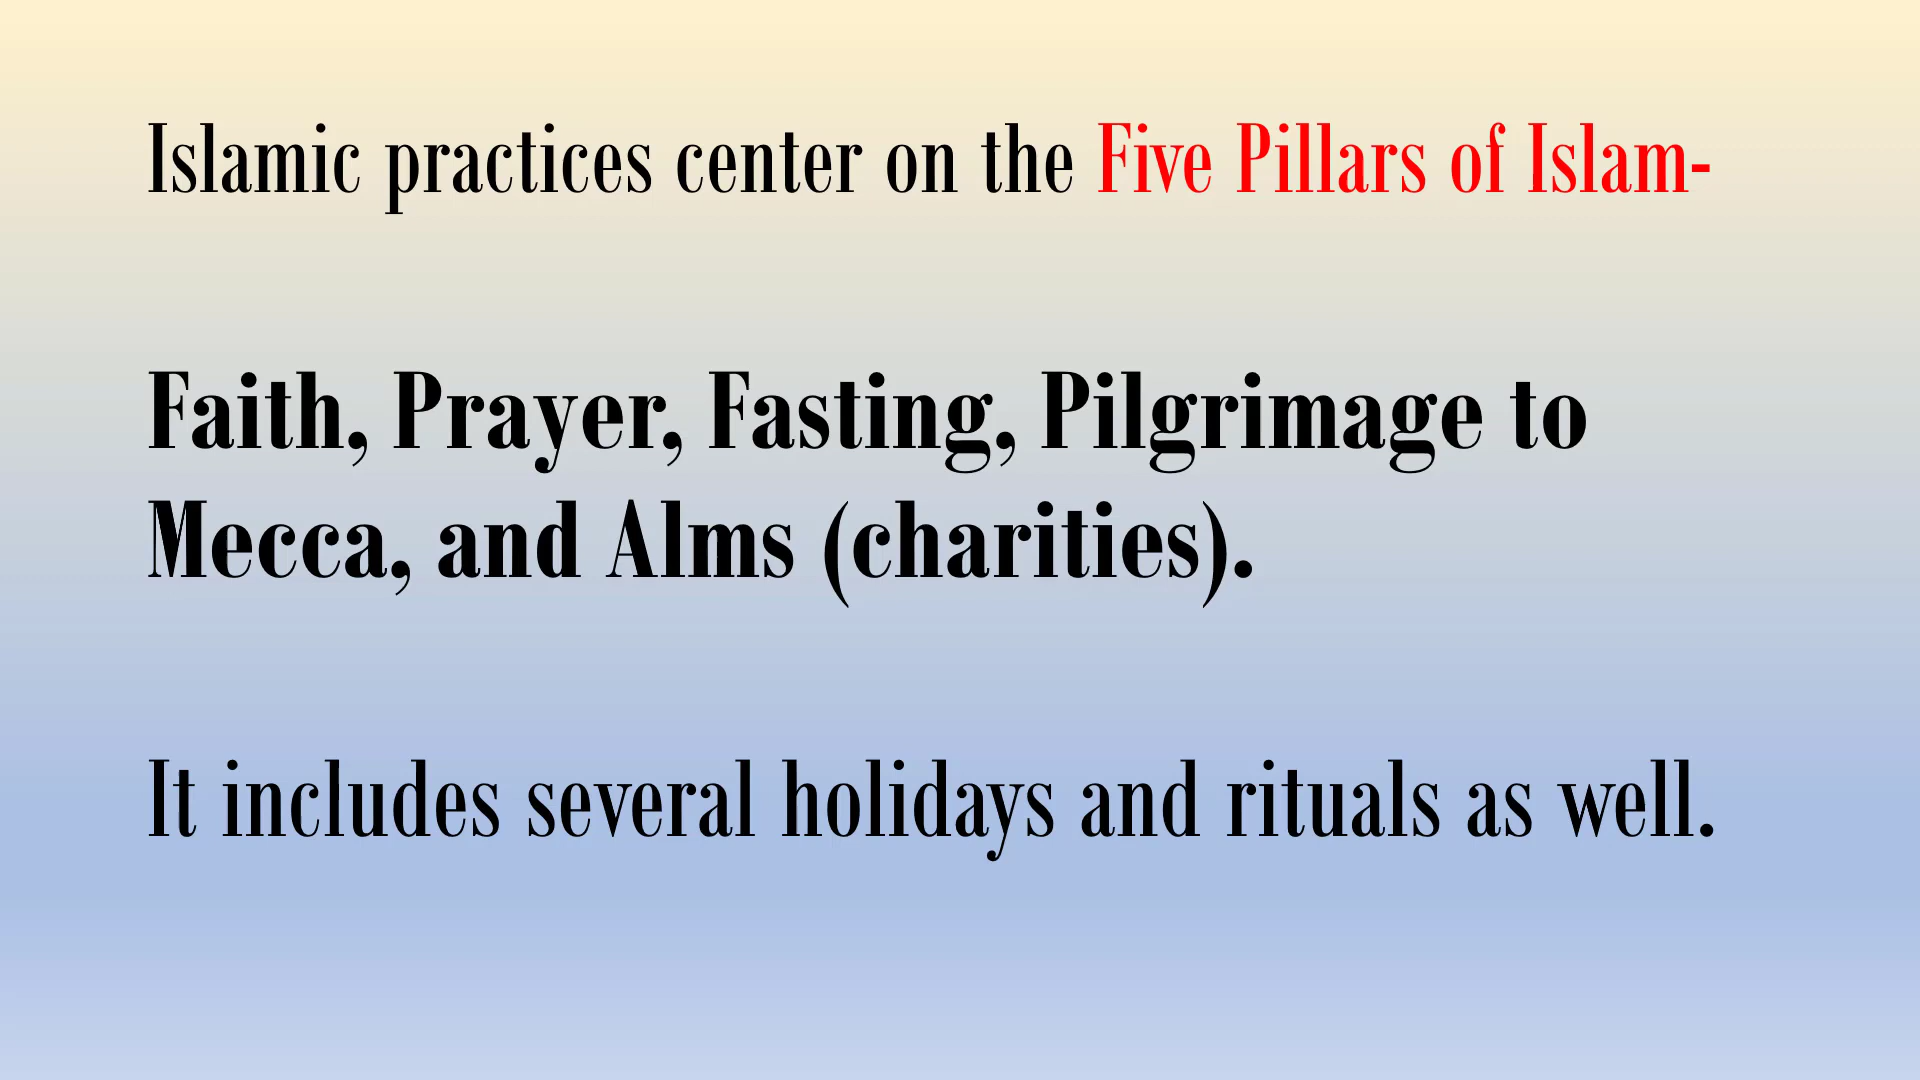 Islamic practices center on the Five Pillars of Islam-
Faith, Prayer, Fasting, Pilgrimage to
Mecca, and Alms (charities).
It includes several holidays and rituals as well.